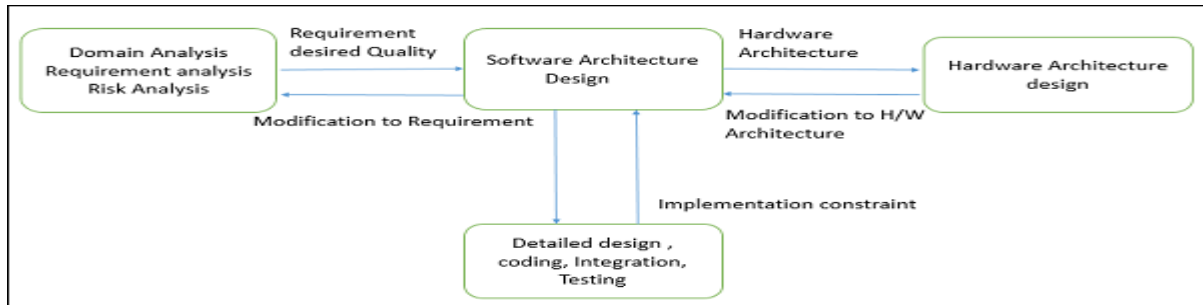 Domain Analysis
Requirement analysis
Risk Analysis
Requirement
desired Quality
Software Architecture
Design
Hardware
Architecture
Hardware Architecture
design
Modification to Requirement
Modification to H/W
Architecture
Implementation constraint
Detailed design ,
coding, Integration,
Testing